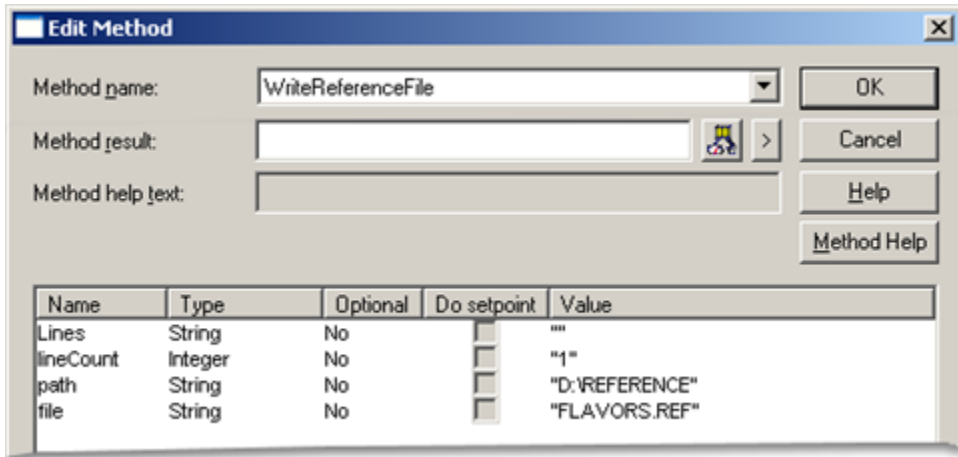 Edit Method
Method name: WriteReferenceFile OK
Method result: > Cancel
Method help text: Help
Method Help
Name Type Optional Do setpoint Value
Lines String No ""
lineCount Integer No "1"
path String No "D:\REFERENCE"
file String No "FLAVORS.REF"